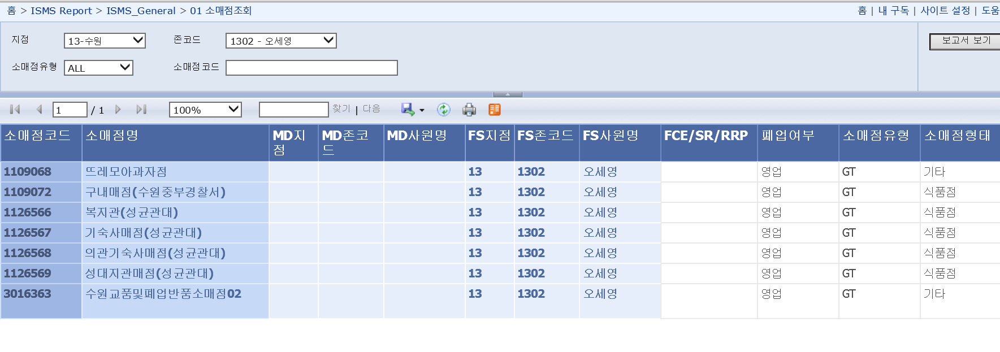 홈 > ISMS Report > ISMS_General > 01 소매점조회
홈 | 내 구독 | 사이트 설정 | 도움
지점 13-수원 존코드 1302 - 오세영 보고서 보기
소매점유형 ALL 소매점코드
1 / 1 100% 찾기 | 다음
소매점코드 소매점명 MD지점 MD존코드 MD사원명 FS지점 FS존코드 FS사원명 FCE/SR/RRP 폐업여부 소매점유형 소매점형태
1109068 뜨레모아과자점 13 1302 오세영 영업 GT 기타
1109072 구내매점(수원중부경찰서) 13 1302 오세영 영업 GT 식품점
1126566 복지관(성균관대) 13 1302 오세영 영업 GT 식품점
1126567 기숙사매점(성균관대) 13 1302 오세영 영업 GT 식품점
1126568 의관기숙사매점(성균관대) 13 1302 오세영 영업 GT 식품점
1126569 성대지관매점(성균관대) 13 1302 오세영 영업 GT 식품점
3016363 수원교품및폐업반품소매점02 13 1302 오세영 영업 GT 기타